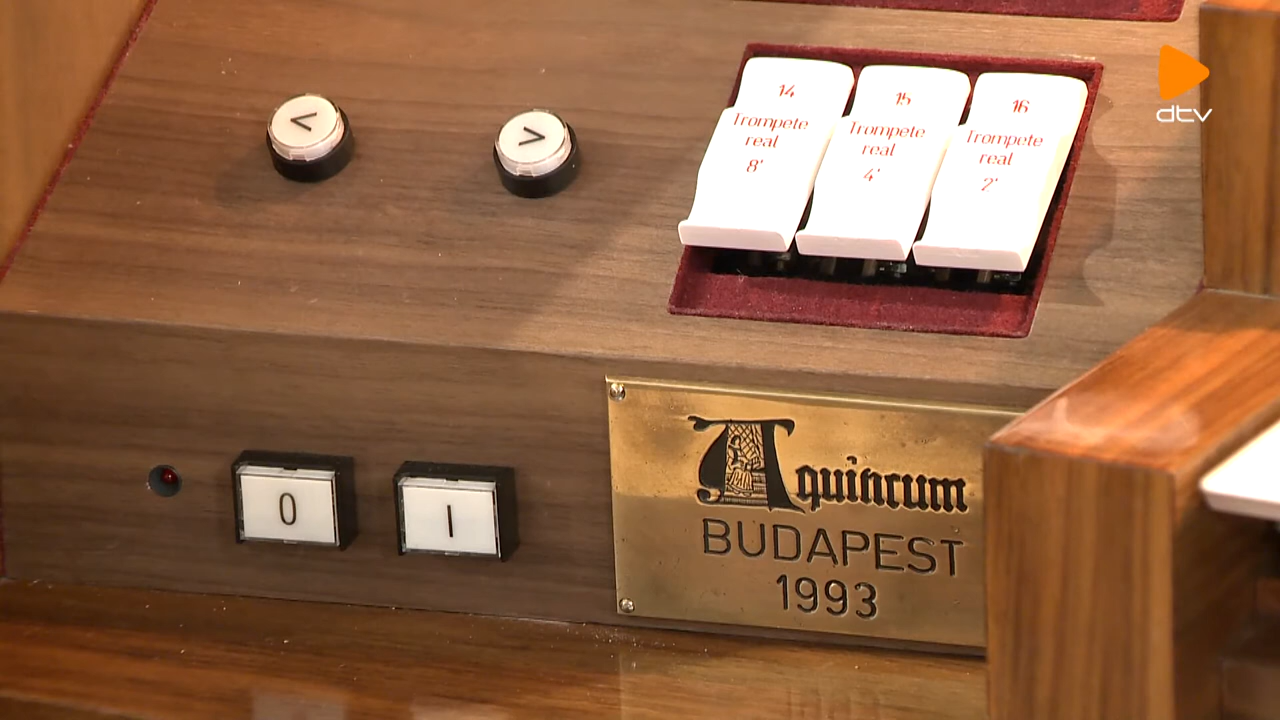 dtv
<
>
14
Trompete
real
8'
15
Trompete
real
4'
16
Trompete
real
2'
0
I
Aquincum
BUDAPEST
1993